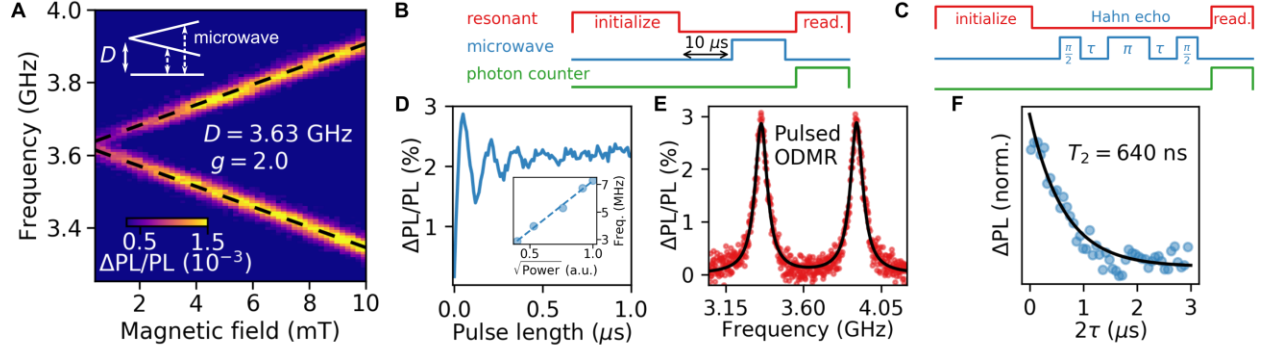 A
4.0
3.8
3.6
3.4
Frequency (GHz)
D
microwave
D = 3.63 GHz
g = 2.0
0.5
1.5
ΔPL/PL (10⁻³)
2
4
6
8
10
Magnetic field (mT)
B
resonant
initialize
read.
microwave
10 μs
photon counter
C
initialize
Hahn echo
read.
π/2
τ
π
τ
π/2
D
3
2
1
ΔPL/PL (%)
7
5
3
Freq. (MHz)
0.5
1.0
√Power (a.u.)
0.0
0.5
1.0
Pulse length (μs)
E
3
2
1
0
ΔPL/PL (%)
Pulsed
ODMR
3.15
3.60
4.05
Frequency (GHz)
F
ΔPL (norm.)
T₂ = 640 ns
0
1
2
3
2τ (μs)